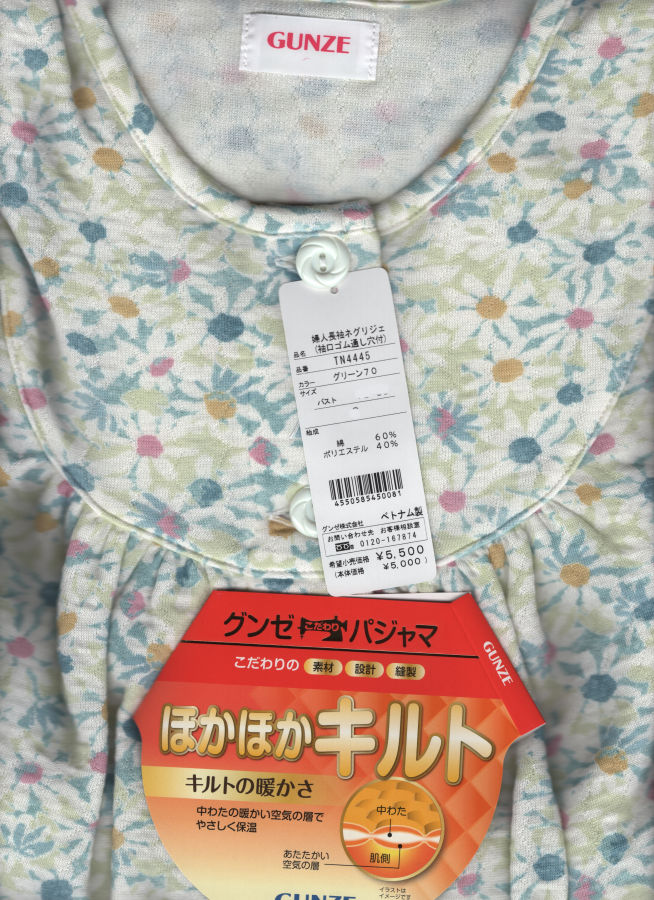 GUNZE
婦人長袖ネグリジェ
品名 (袖口ゴム通し穴付)
品番 TN4445
カラー グリーン70
サイズ
バスト
組成
綿 60%
ポリエステル 40%
4550585450081
ベトナム製
グンゼ株式会社
お問い合わせ先 お客様相談室
0120-167874
希望小売価格 ¥5,500
(本体価格 ¥5,000)
グンゼ こだわり パジャマ
GUNZE
こだわりの 素材 設計 縫製
ほかほかキルト
キルトの暖かさ
中わたの暖かい空気の層で
やさしく保温
中わた
あたたかい
空気の層
肌側
イラストは
イメージです
GUNZE